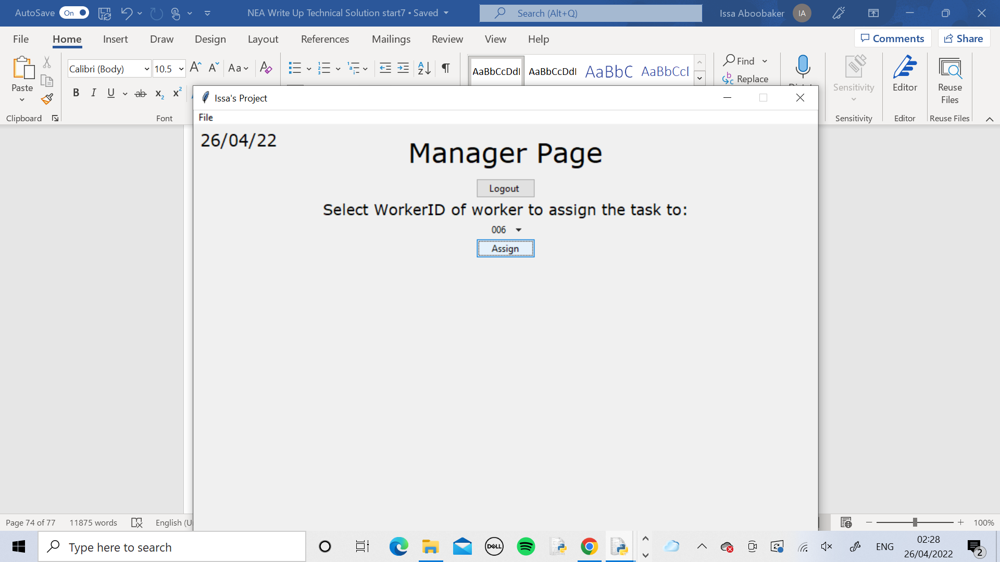 AutoSave On NEA Write Up Technical Solution start7 • Saved Search (Alt+Q) Issa Aboobaker IA
File Home Insert Draw Design Layout References Mailings Review View Help Comments Share
Paste Calibri (Body) 10.5 Aa AaBbCcDdI AaBbCcDdI AaBbC AaBbCcI Find Replace Sensitivity Editor Reuse Files
Clipboard Font Sensitivity Editor Reuse Files
Issa's Project
File
26/04/22
Manager Page
Logout
Select WorkerID of worker to assign the task to:
006
Assign
Page 74 of 77 11875 words English (U 100%
Type here to search DELL ENG 02:28
26/04/2022 2